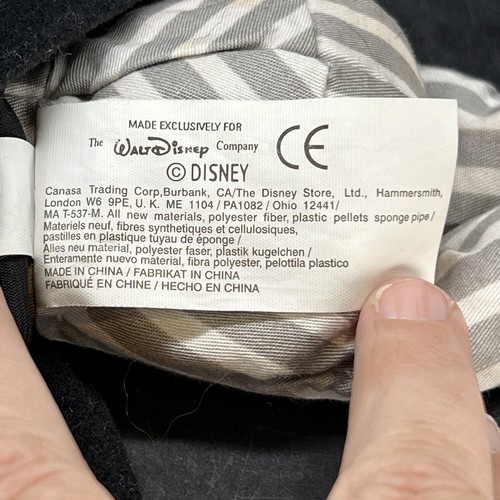 MADE EXCLUSIVELY FOR
The Walt Disney Company CE
© DISNEY
Canasa Trading Corp,Burbank, CA/The Disney Store, Ltd., Hammersmith,
London W6 9PE, U. K. ME 1104 / PA1082 / Ohio 12441/
MA T-537-M. All new materials, polyester fiber, plastic pellets sponge pipe /
Materiels neuf, fibres synthetiques et cellulosiques,
pastilles en plastique tuyau de éponge /
Alles neu material, polyester faser, plastik kugelchen /
Enteramente nuevo material, fibra polyester, pelottila plastico
MADE IN CHINA / FABRIKAT IN CHINA
FABRIQUÉ EN CHINE / HECHO EN CHINA